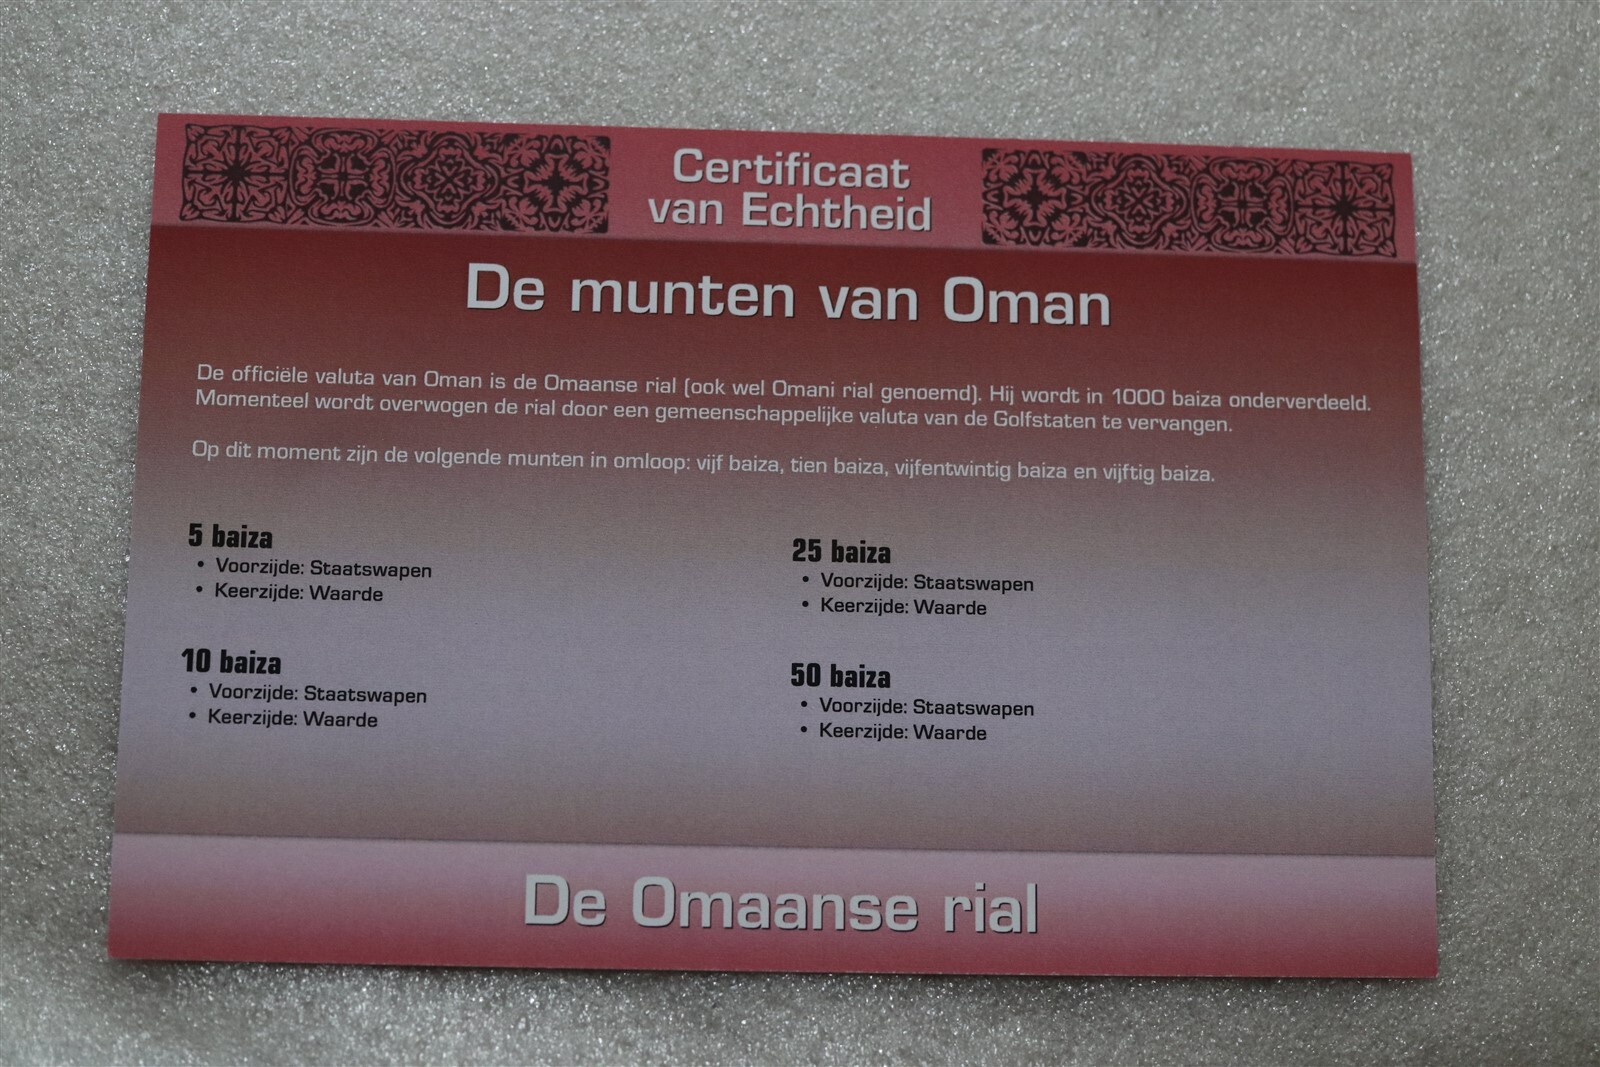 Certificaat
van Echtheid
De munten van Oman
De officiële valuta van Oman is de Omaanse rial (ook wel Omani rial genoemd). Hij wordt in 1000 baiza onderverdeeld.
Momenteel wordt overwogen de rial door een gemeenschappelijke valuta van de Golfstaten te vervangen.
Op dit moment zijn de volgende munten in omloop: vijf baiza, tien baiza, vijfentwintig baiza en vijftig baiza.
5 baiza
• Voorzijde: Staatswapen
• Keerzijde: Waarde
10 baiza
• Voorzijde: Staatswapen
• Keerzijde: Waarde
25 baiza
• Voorzijde: Staatswapen
• Keerzijde: Waarde
50 baiza
• Voorzijde: Staatswapen
• Keerzijde: Waarde
De Omaanse rial